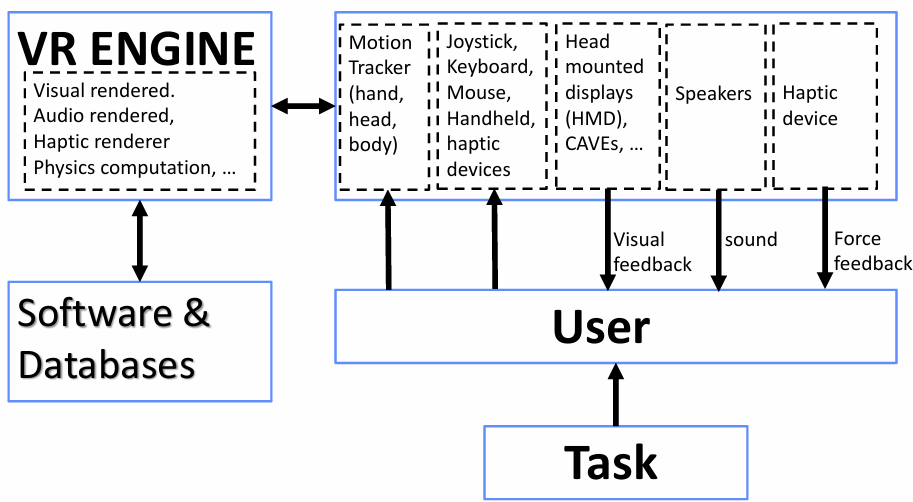 VR ENGINE
Visual rendered.
Audio rendered,
Haptic renderer
Physics computation, ...
Motion
Tracker
(hand,
head,
body)
Joystick,
Keyboard,
Mouse,
Handheld,
haptic
devices
Head
mounted
displays
(HMD),
CAVEs, ...
Speakers
Haptic
device
Visual
feedback
sound
Force
feedback
Software &
Databases
User
Task